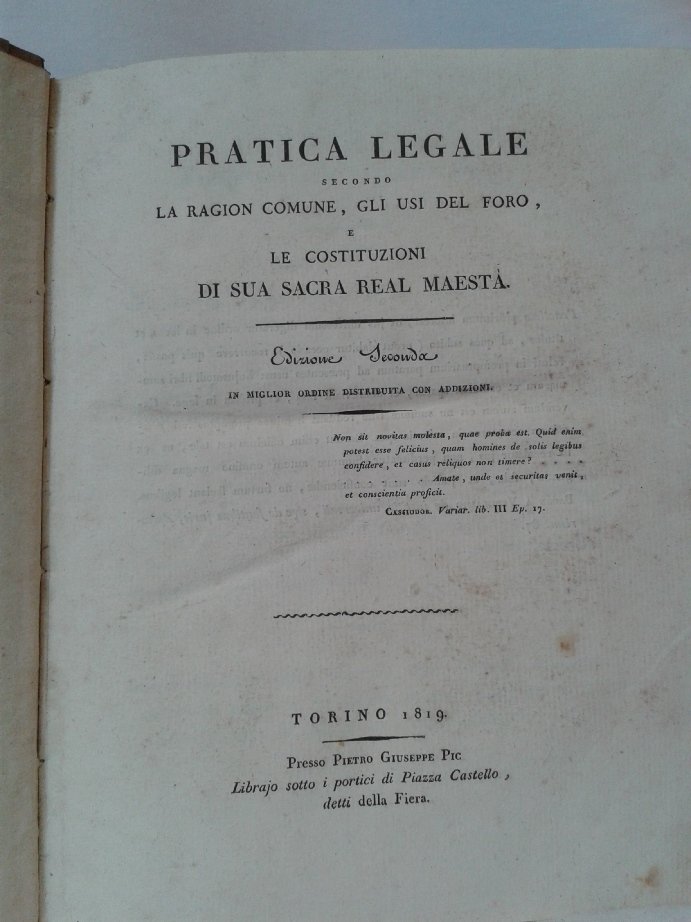 PRATICA LEGALE
SECONDO
LA RAGION COMUNE, GLI USI DEL FORO,
E
LE COSTITUZIONI
DI SUA SACRA REAL MAESTÀ.
Edizione Seconda
IN MIGLIOR ORDINE DISTRIBUITA CON ADDIZIONI.
Non sit novitas molesta, quae proba est. Quid enim
potest esse felicius, quam homines de solis legibus
confidere, et casus reliquos non timere? . . . . .
. . . . . . . Amate, unde et securitas venit,
et conscientia proficit.
CASSIODOR. Variar. lib. III Ep. 17.
TORINO 1819.
Presso PIETRO GIUSEPPE PIC
Librajo sotto i portici di Piazza Castello,
detti della Fiera.